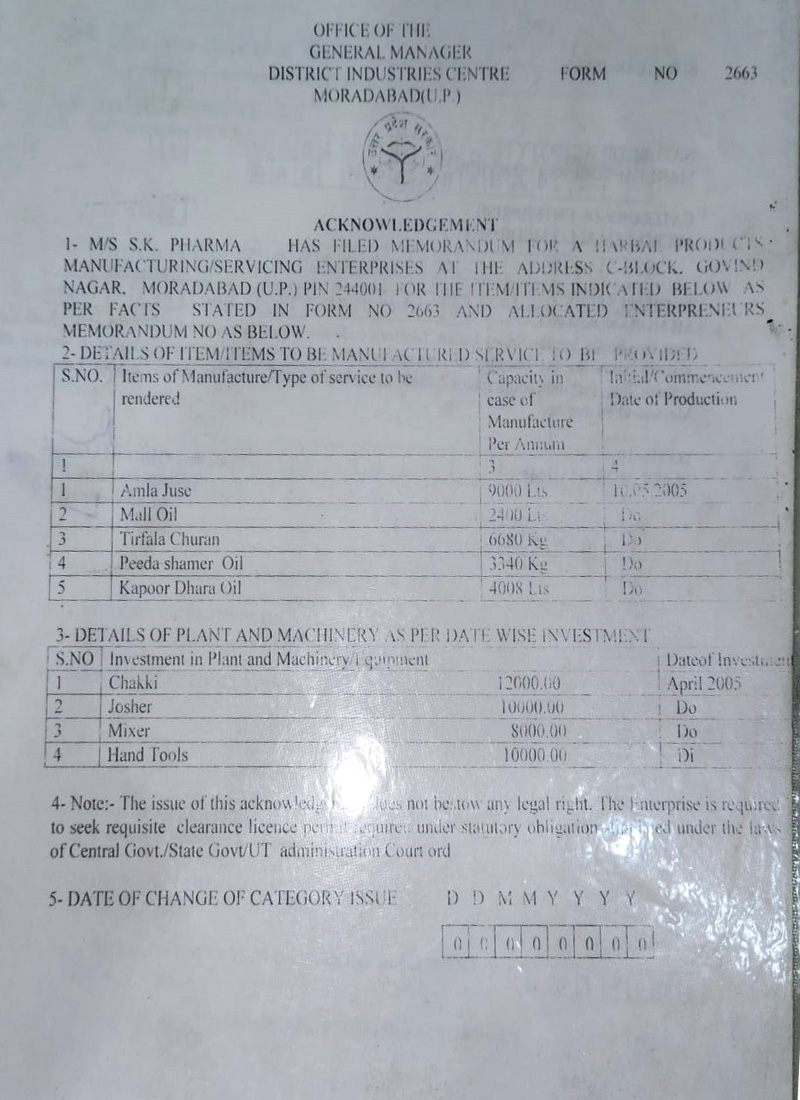 OFFICE OF THE
GENERAL MANAGER
DISTRICT INDUSTRIES CENTRE FORM NO 2663
MORADABAD(U.P.)
उत्तर प्रदेश सरकार
ACKNOWLEDGEMENT
1- M/S S.K. PHARMA HAS FILED MEMORANDUM FOR A HARBAL PRODUCTS
MANUFACTURING/SERVICING ENTERPRISES AT THE ADDRESS C-BLOCK. GOVIND
NAGAR. MORADABAD (U.P.) PIN 244001 FOR THE ITEM/ITEMS INDICATED BELOW AS
PER FACTS STATED IN FORM NO 2663 AND ALLOCATED ENTERPRENEURS
MEMORANDUM NO AS BELOW.
2- DETAILS OF ITEM/ITEMS TO BE MANUFACTURED SERVICE TO BE PROVIDED
S.NO. Items of Manufacture/Type of service to be rendered Capacity in case of Manufacture Per Annum Initial/Commencement Date of Production
1 3 4
1 Amla Juse 9000 Lts 2005
2 Mall Oil 2400 Do
3 Tirfala Churan 6680 Kg Do
4 Peeda shamer Oil 3340 Kg Do
5 Kapoor Dhara Oil 4008 Lts Do
3- DETAILS OF PLANT AND MACHINERY AS PER DATE WISE INVESTMENT
S.NO Investment in Plant and Machinery/Equipment Dateof Investment
1 Chakki 12000.00 April 2005
2 Josher 10000.00 Do
3 Mixer 8000.00 Do
4 Hand Tools 10000.00 Di
4- Note:- The issue of this does not bestow any legal right. The Enterprise is required
to seek requisite clearance licence permit required under statutory obligation under the laws
of Central Govt./State Govt/UT administration Court ord
5- DATE OF CHANGE OF CATEGORY ISSUE D D M M Y Y Y Y
0 0 0 0 0 0 0 0